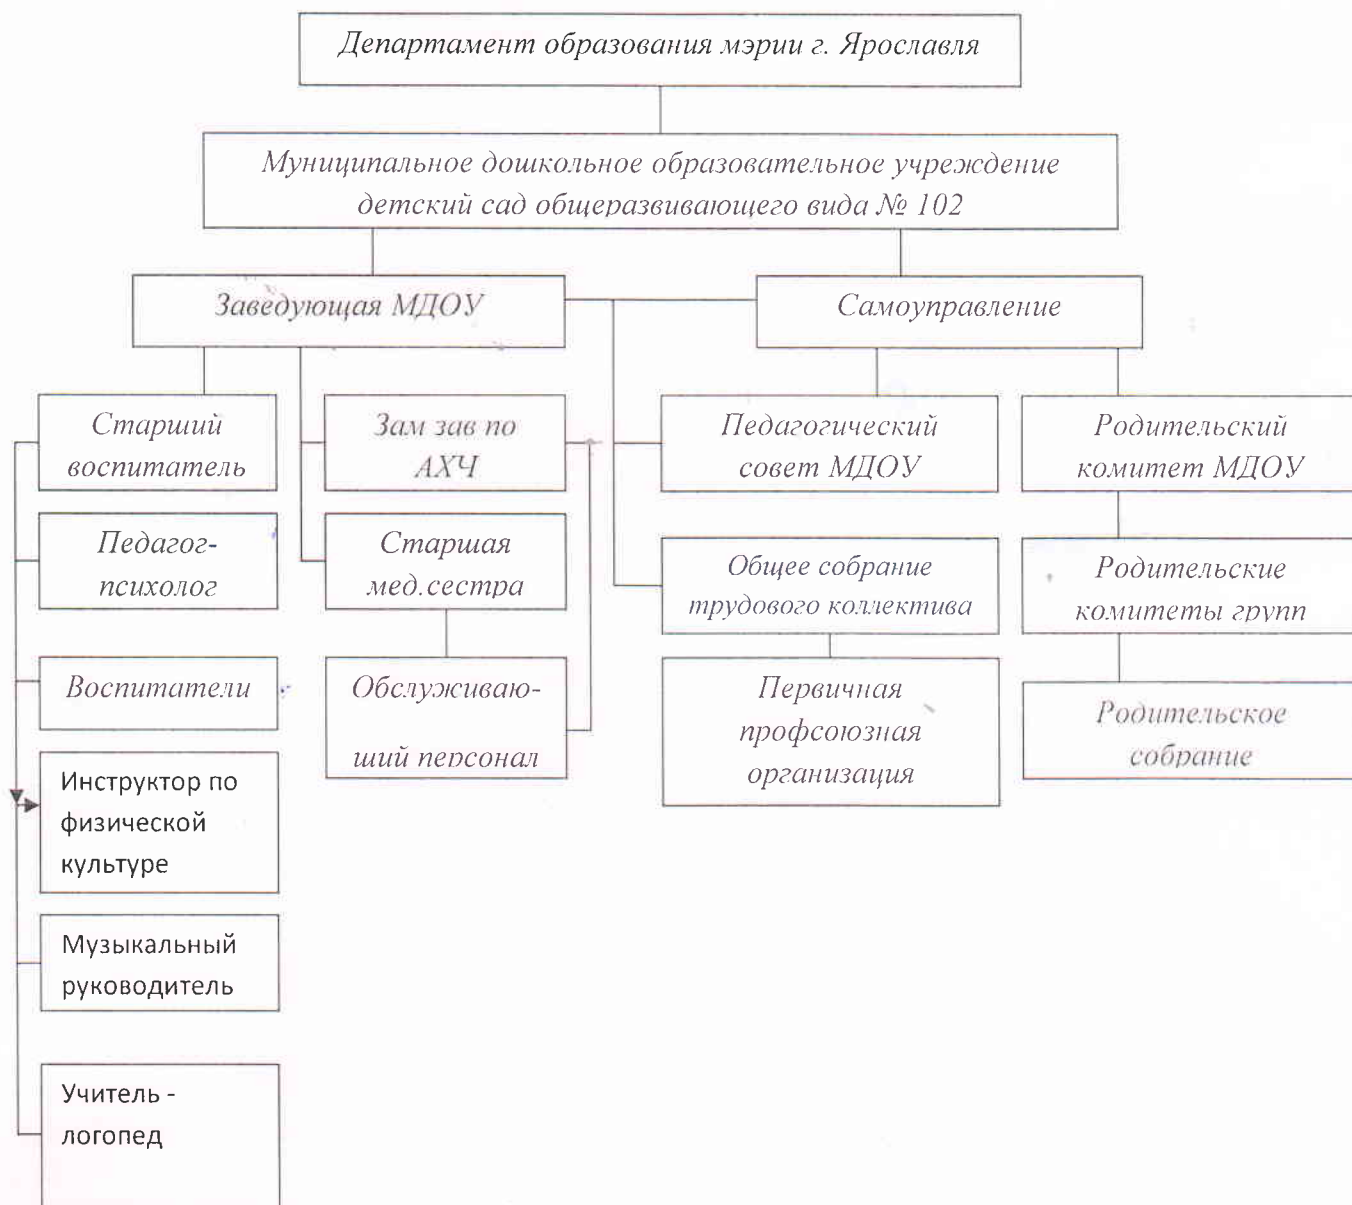 Департамент образования мэрии г. Ярославля
Муниципальное дошкольное образовательное учреждение
детский сад общеразвивающего вида № 102
Заведующая МДОУ
Самоуправление
Старший
воспитатель
Зам зав по
АХЧ
Педагогический
совет МДОУ
Родительский
комитет МДОУ
Педагог-
психолог
Старшая
мед.сестра
Общее собрание
трудового коллектива
Родительские
комитеты групп
Воспитатели
Обслуживаю-
ший персонал
Первичная
профсоюзная
организация
Родительское
собрание
Инструктор по
физической
культуре
Музыкальный
руководитель
Учитель -
логопед